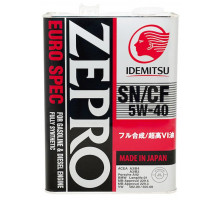 ZEPRO
EURO SPEC
FOR GASOLINE & DIESEL ENGINE
FULLY SYNTHETIC
IDEMITSU
SN/CF
5W-40
フル合成/超高VI油
MADE IN JAPAN